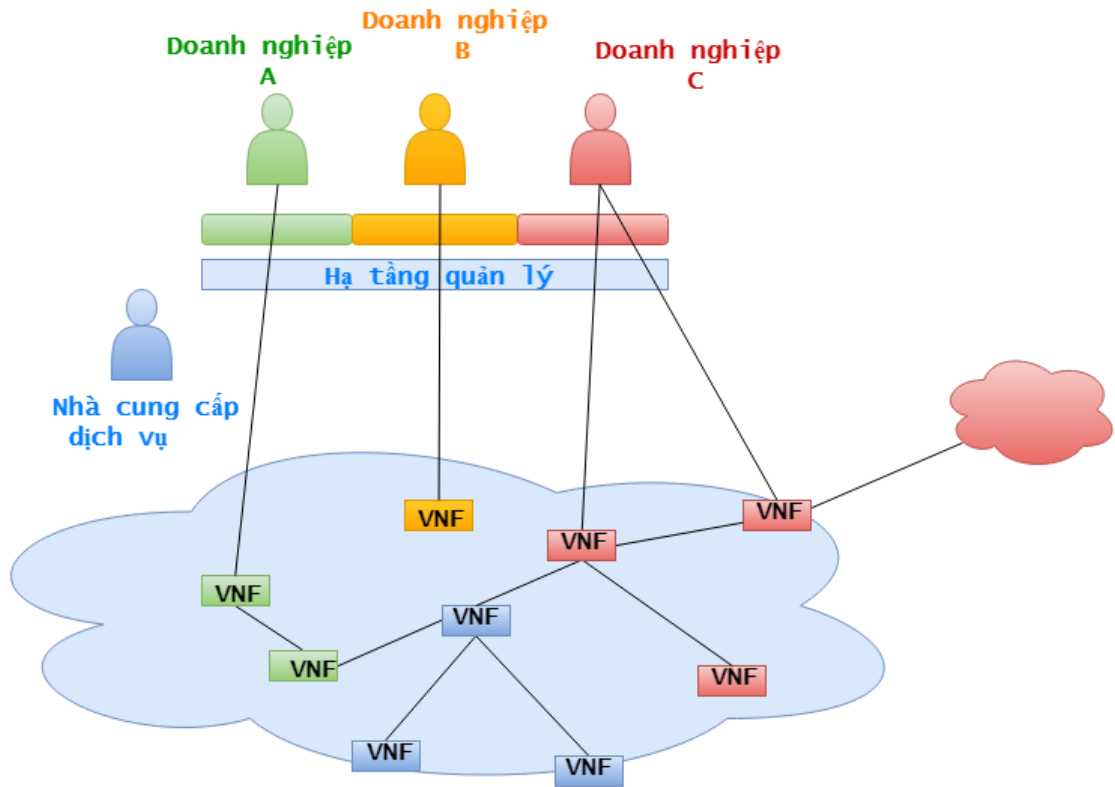 Doanh nghiệp
A
Doanh nghiệp
B
Doanh nghiệp
C
Hạ tầng quản lý
Nhà cung cấp
dịch vụ
VNF
VNF
VNF
VNF
VNF
VNF
VNF
VNF
VNF